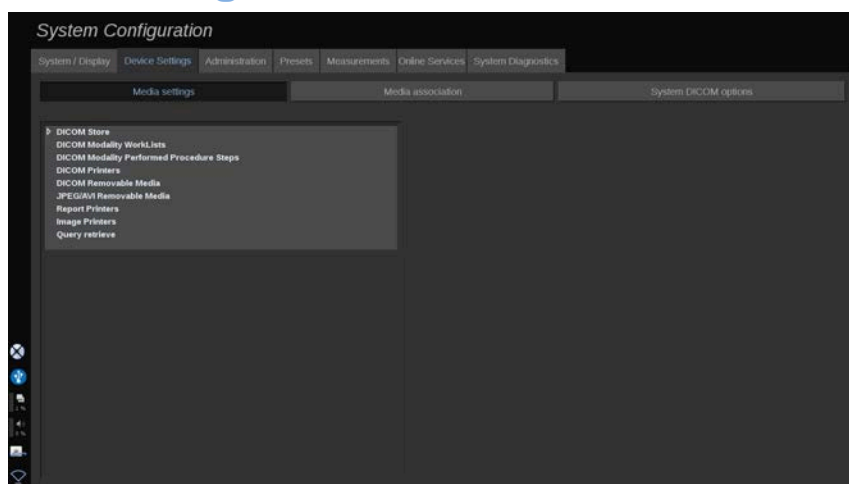 System Configuration
System / Display Device Settings Administration Presets Measurements Online Services System Diagnostics
Media settings Media association System DICOM options
DICOM Store
DICOM Modality WorkLists
DICOM Modality Performed Procedure Steps
DICOM Printers
DICOM Removable Media
JPEG/AVI Removable Media
Report Printers
Image Printers
Query retrieve